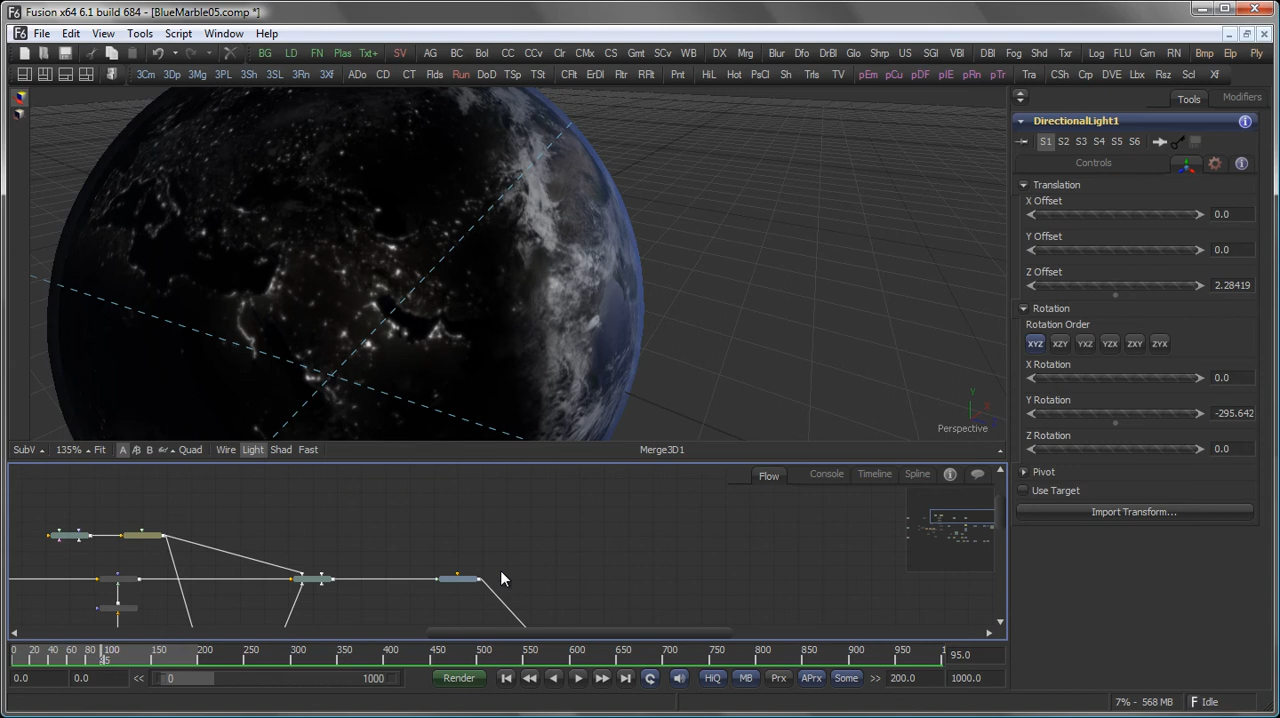 Fusion x64 6.1 build 684 - [BlueMarble05.comp *]
File Edit View Tools Script Window Help
BG LD FN Plas Txt+ SV AG BC Bol CC CCv Clr CMx CS Gmt SCv WB DX Mrg Blur Dfo DrBl Glo Shrp US SGl VBl DBl Fog Shd Txr Log FLU Gm RN Bmp Elp Ply
3Cm 3Dp 3Mg 3PL 3Sh 3SL 3Rn 3Xf ADo CD CT Flds Run DoD TSp TSt CFlt ErDl Fltr RFlt Pnt HiL Hot PsCl Sh Trls TV pEm pCu pDF pIE pRn pTr Tra CSh Crp DVE Lbx Rsz Scl Xf
Tools Modifiers
DirectionalLight1
S1 S2 S3 S4 S5 S6
Controls
Translation
X Offset
0.0
Y Offset
0.0
Z Offset
2.28419
Rotation
Rotation Order
XYZ XZY YXZ YZX ZXY ZYX
X Rotation
0.0
Y Rotation
-295.642
Z Rotation
0.0
Pivot
Use Target
Import Transform...
Y
X
Perspective
SubV 135% Fit A B Quad Wire Light Shad Fast Merge3D1
Flow Console Timeline Spline
0 20 40 60 80 100 150 200 250 300 350 400 450 500 550 600 650 700 750 800 850 900 950 1
95
95.0
0.0 0.0 << 0 1000 Render HiQ MB Prx APrx Some >> 200.0 1000.0
7% - 568 MB Idle